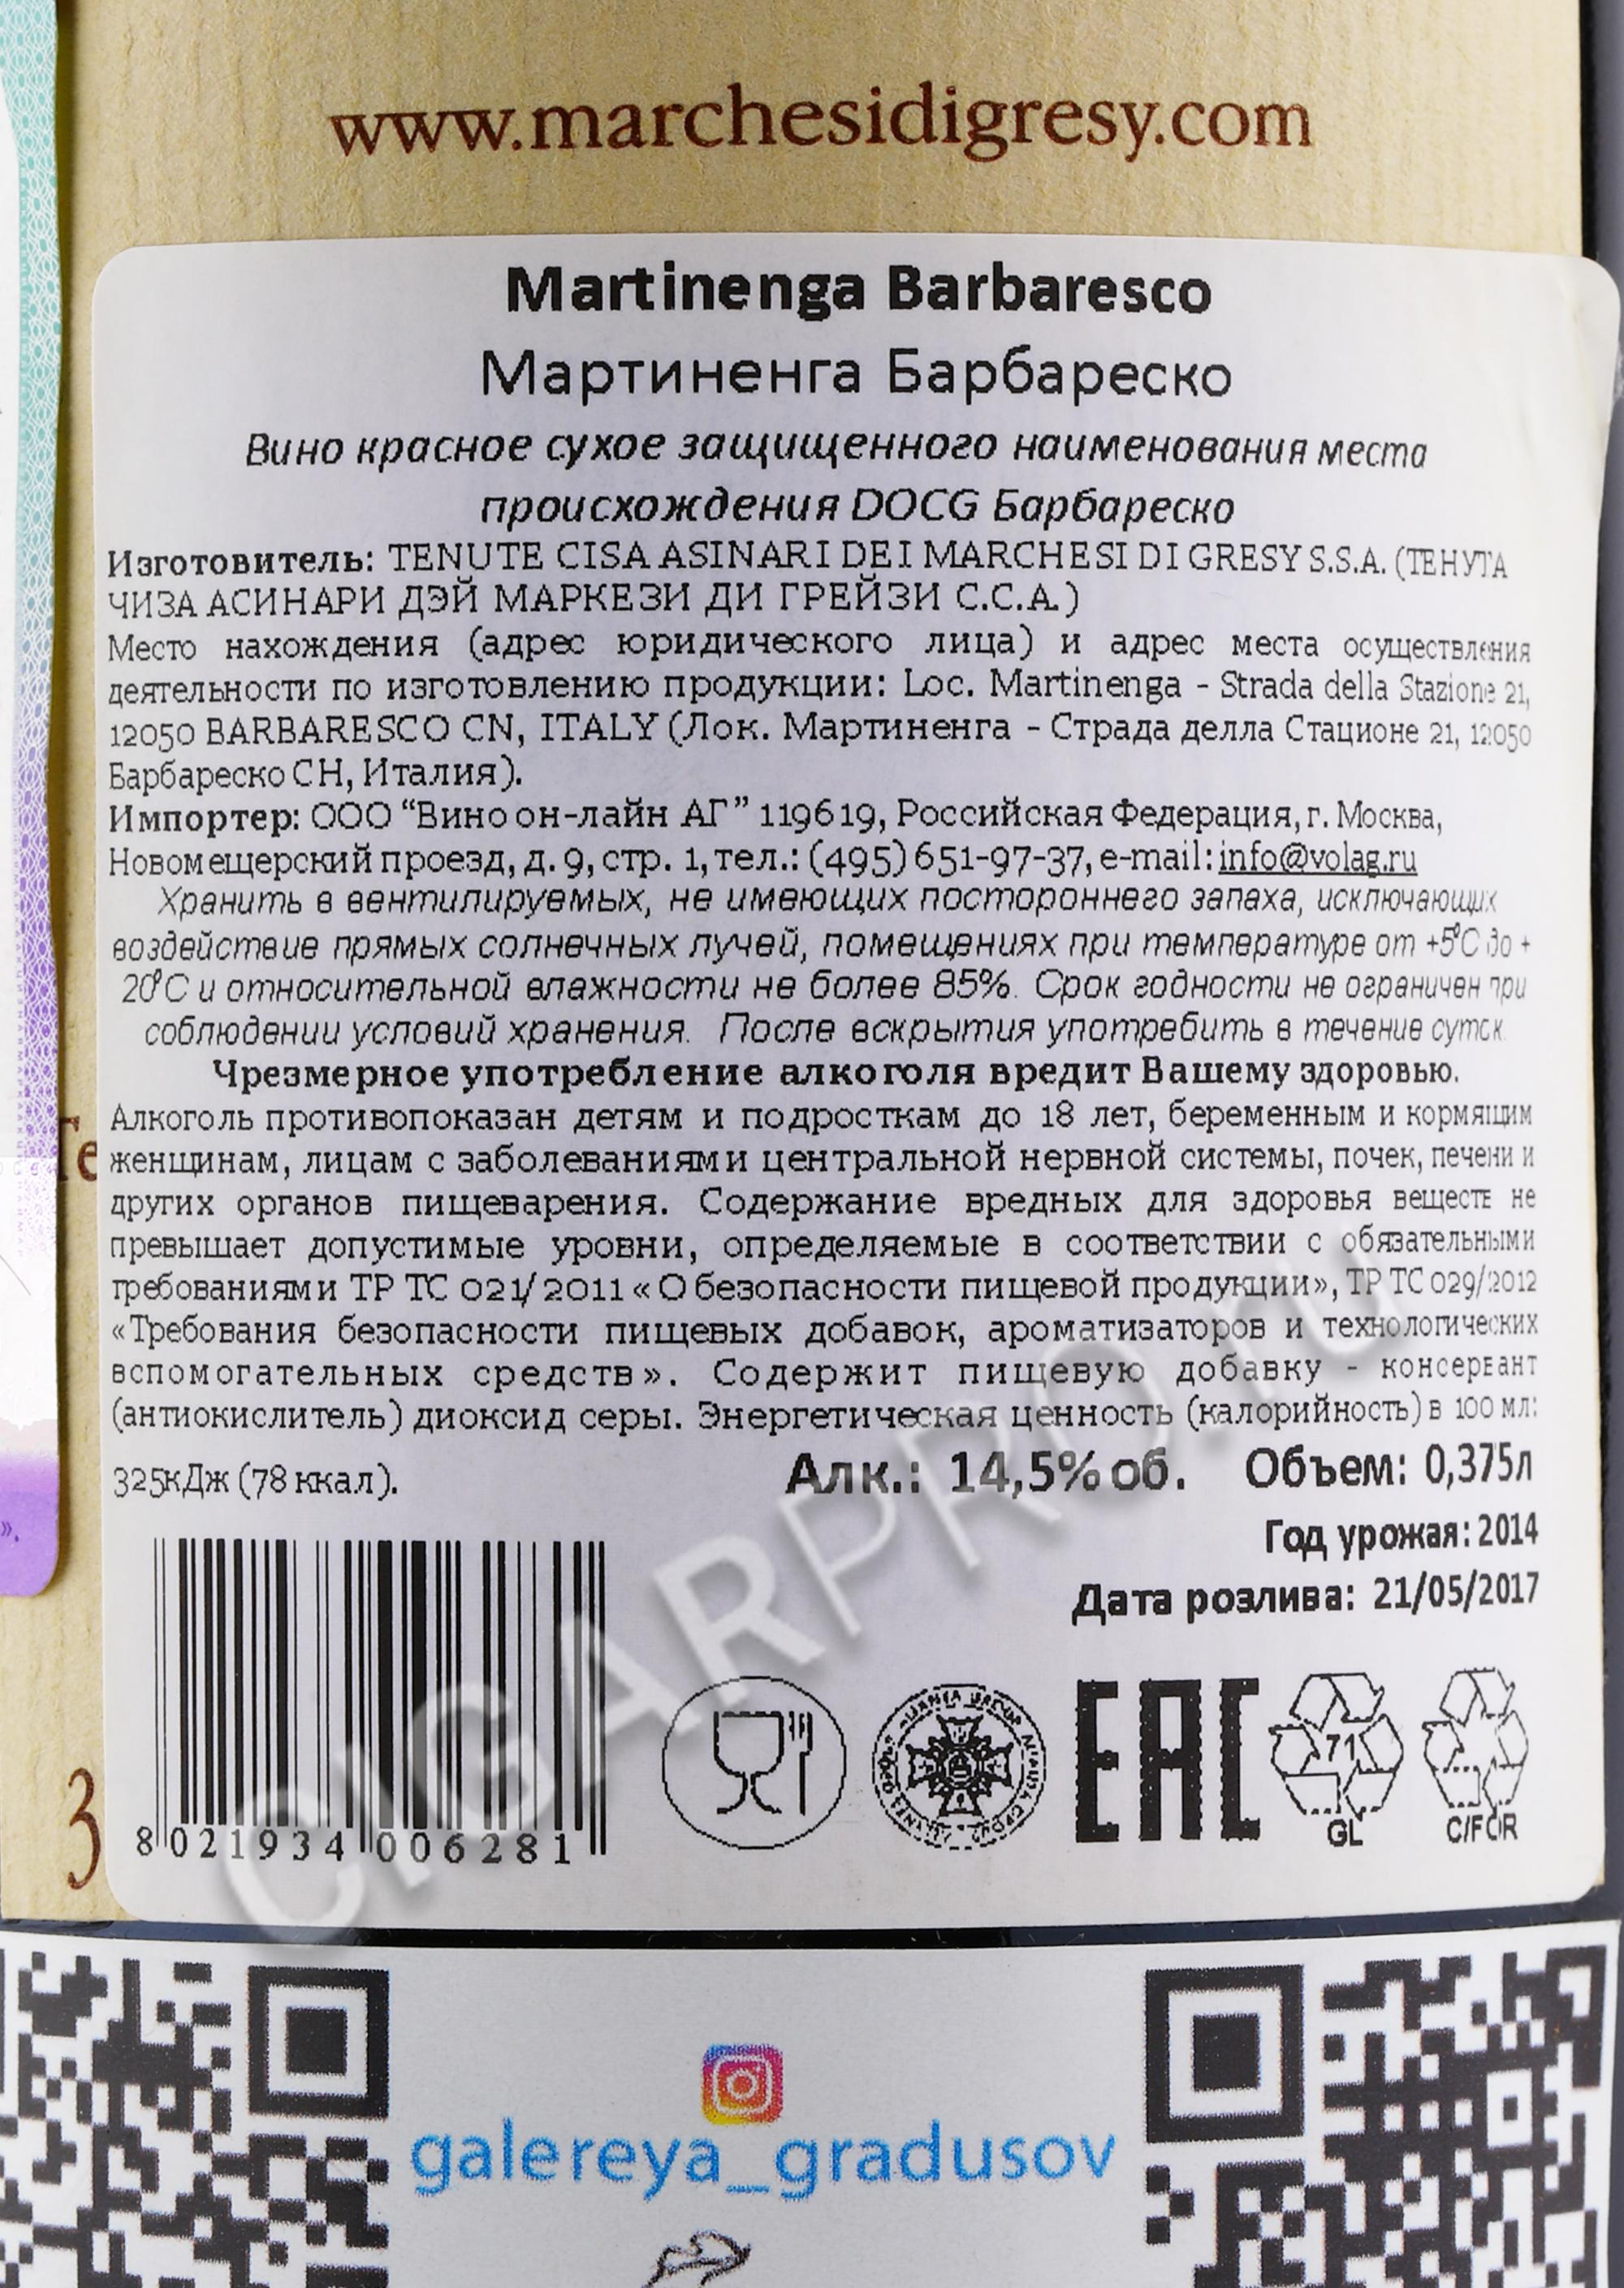 www.marchesidigresy.com
Martinenga Barbaresco
Мартиненга Барбареско
Вино красное сухое защищенного наименования места
происхождения DOCG Барбареско
Изготовитель: TENUTE CISA ASINARI DEI MARCHESI DI GRESY S.S.A. (ТЕНУТА
ЧИЗА АСИНАРИ ДЭЙ МАРКЕЗИ ДИ ГРЕЙЗИ С.С.А.)
Место нахождения (адрес юридического лица) и адрес места осуществления
деятельности по изготовлению продукции: Loc. Martinenga - Strada della Stazione 21,
12050 BARBARESCO CN, ITALY (Лок. Мартиненга - Страда делла Стационе 21, 12050
Барбареско СН, Италия).
Импортер: ООО “Вино он-лайн АГ” 119619, Российская Федерация, г. Москва,
Новомещерский проезд, д. 9, стр. 1, тел.: (495) 651-97-37, e-mail: info@volag.ru
Хранить в вентилируемых, не имеющих постороннего запаха, исключающих
воздействие прямых солнечных лучей, помещениях при температуре от +5°С до +
20°С и относительной влажности не более 85%. Срок годности не ограничен при
соблюдении условий хранения. После вскрытия употребить в течение суток.
Чрезмерное употребление алкоголя вредит Вашему здоровью.
Алкоголь противопоказан детям и подросткам до 18 лет, беременным и кормящим
Те женщинам, лицам с заболеваниями центральной нервной системы, почек, печени и
других органов пищеварения. Содержание вредных для здоровья веществ не
превышает допустимые уровни, определяемые в соответствии с обязательными
требованиями ТР ТС 021/2011 «О безопасности пищевой продукции», ТР ТС 029/2012
«Требования безопасности пищевых добавок, ароматизаторов и технологических
вспомогательных средств». Содержит пищевую добавку - консервант
(антиокислитель) диоксид серы. Энергетическая ценность (калорийность) в 100 мл:
325кДж (78 ккал). Алк.: 14,5% об. Объем: 0,375л
Год урожая: 2014
Дата розлива: 21/05/2017
EAC
71
GL
C/FOR
3
8 021934 006281
CIGARPRO.ru
galereya_gradusov